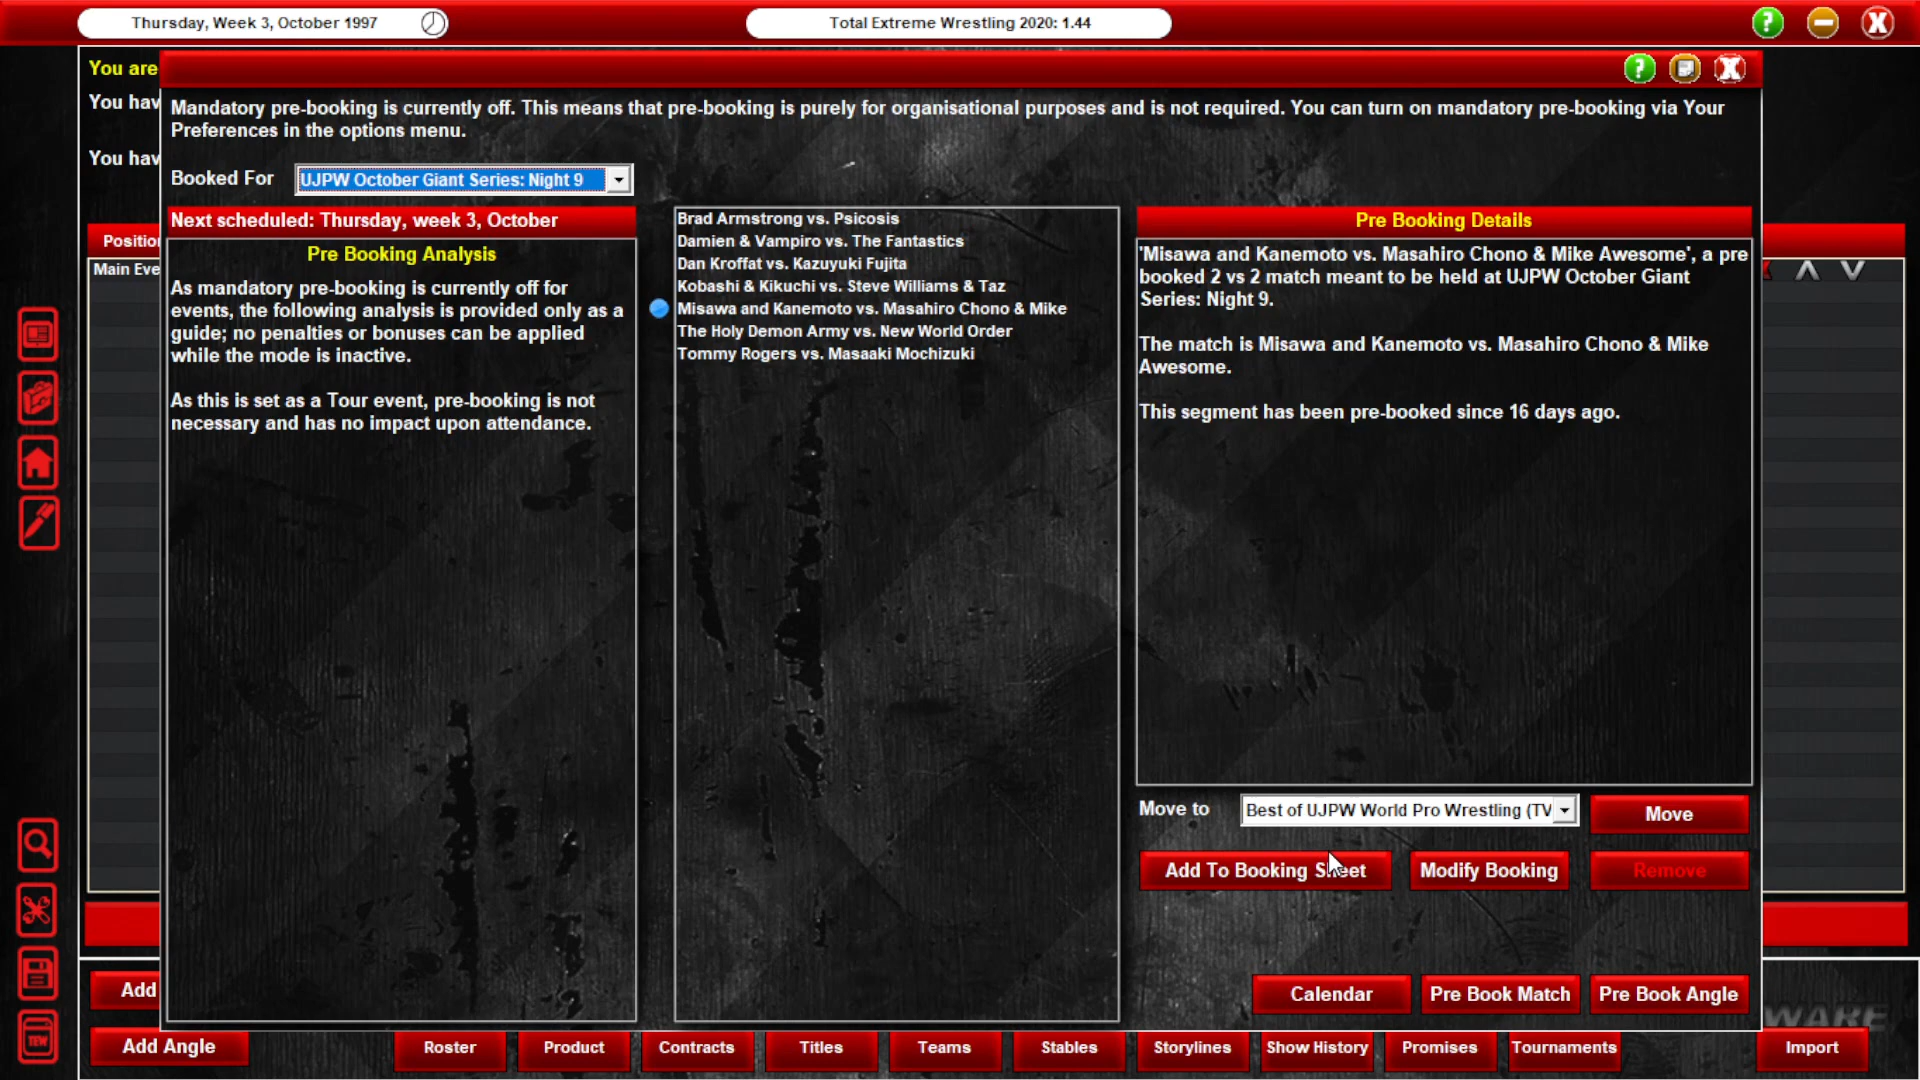 Thursday, Week 3, October 1997
Total Extreme Wrestling 2020: 1.44
You are
You hav
You hav
Mandatory pre-booking is currently off. This means that pre-booking is purely for organisational purposes and is not required. You can turn on mandatory pre-booking via Your
Preferences in the options menu.
Booked For
UJPW October Giant Series: Night 9
Next scheduled: Thursday, week 3, October
Pre Booking Analysis
As mandatory pre-booking is currently off for
events, the following analysis is provided only as a
guide; no penalties or bonuses can be applied
while the mode is inactive.
As this is set as a Tour event, pre-booking is not
necessary and has no impact upon attendance.
Brad Armstrong vs. Psicosis
Damien & Vampiro vs. The Fantastics
Dan Kroffat vs. Kazuyuki Fujita
Kobashi & Kikuchi vs. Steve Williams & Taz
Misawa and Kanemoto vs. Masahiro Chono & Mike
The Holy Demon Army vs. New World Order
Tommy Rogers vs. Masaaki Mochizuki
Pre Booking Details
'Misawa and Kanemoto vs. Masahiro Chono & Mike Awesome', a pre
booked 2 vs 2 match meant to be held at UJPW October Giant
Series: Night 9.
The match is Misawa and Kanemoto vs. Masahiro Chono & Mike
Awesome.
This segment has been pre-booked since 16 days ago.
Positio
Main Eve
Move to
Best of UJPW World Pro Wrestling (TV
Move
Add To Booking Sheet
Modify Booking
Remove
Calendar
Pre Book Match
Pre Book Angle
Add
WARE
TEW
Add Angle
Roster
Product
Contracts
Titles
Teams
Stables
Storylines
Show History
Promises
Tournaments
Import